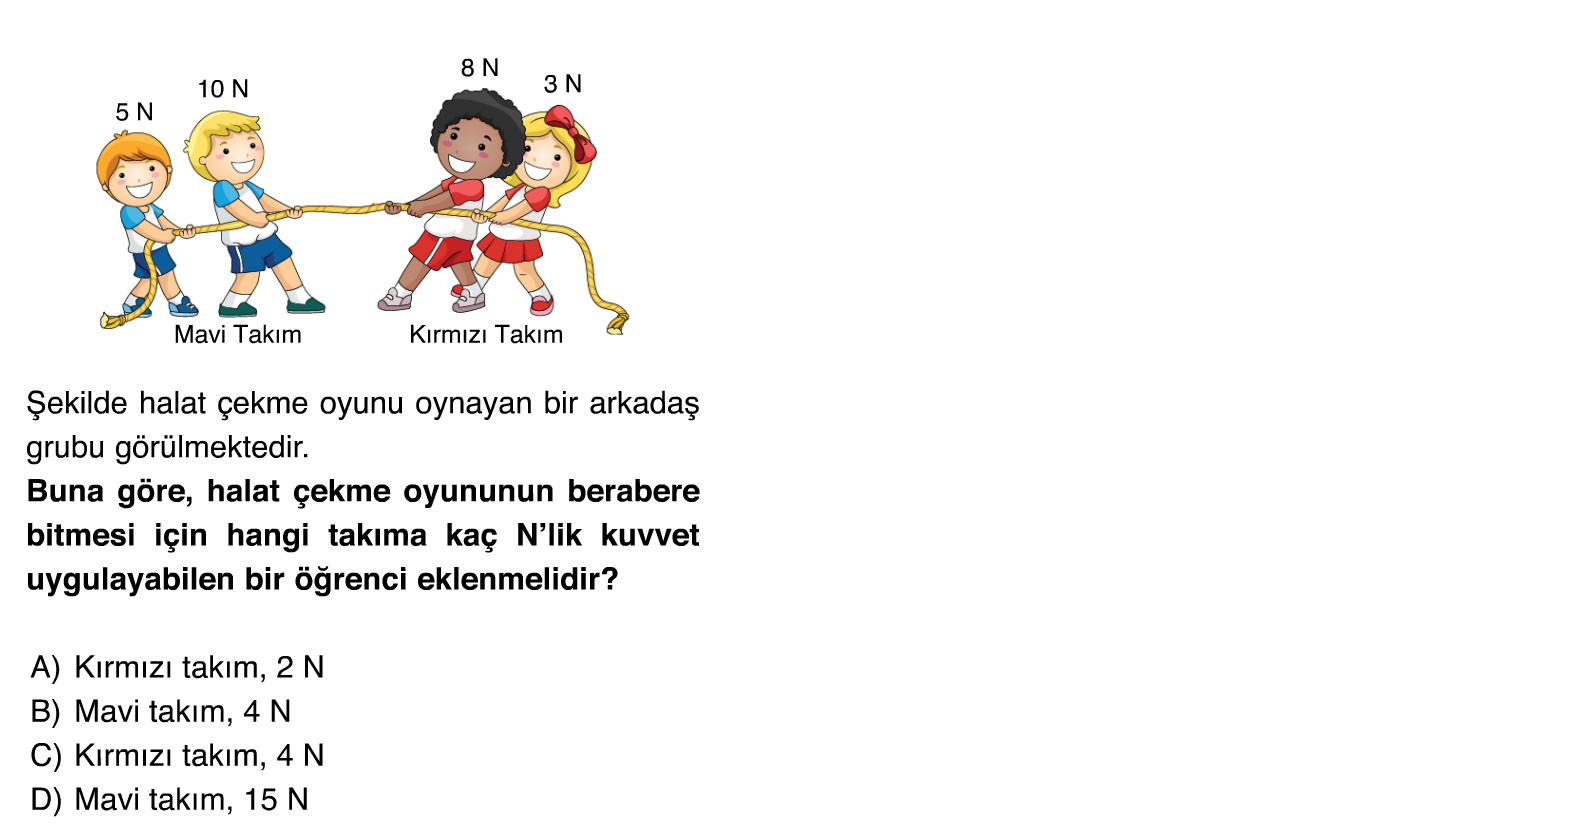 8 N
3 N
10 N
5 N
Mavi Takım
Kırmızı Takım
Şekilde halat çekme oyunu oynayan bir arkadaş
grubu görülmektedir.
Buna göre, halat çekme oyununun berabere
bitmesi için hangi takıma kaç N’lik kuvvet
uygulayabilen bir öğrenci eklenmelidir?
A) Kırmızı takım, 2 N
B) Mavi takım, 4 N
C) Kırmızı takım, 4 N
D) Mavi takım, 15 N